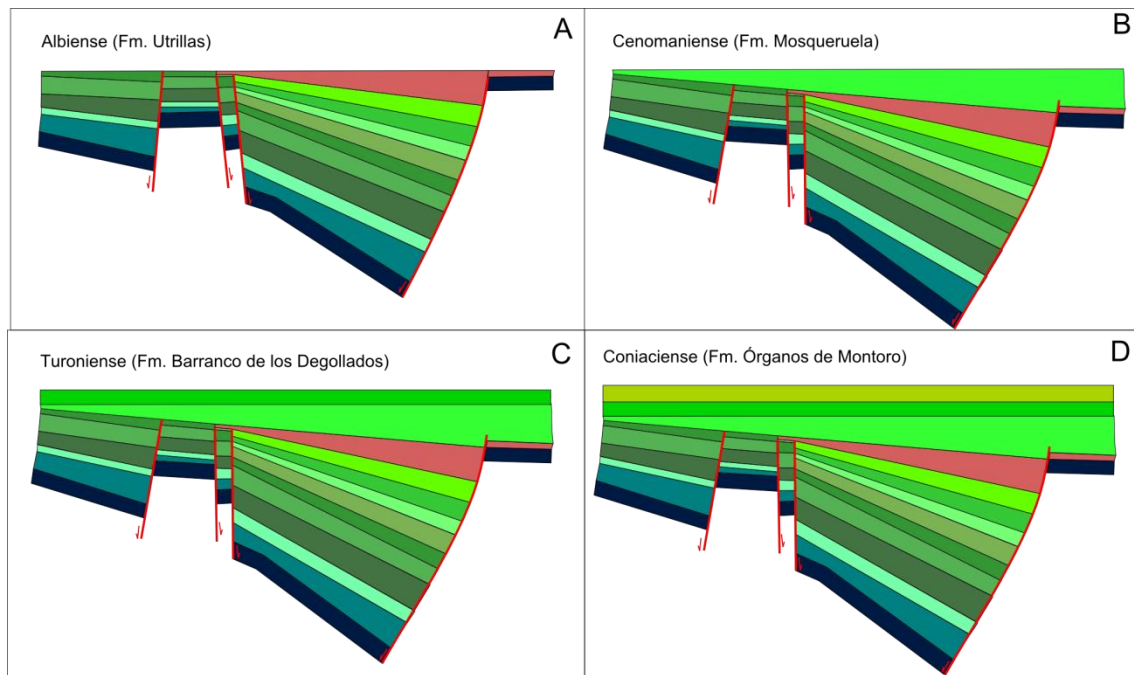 Albiense (Fm. Utrillas)
A
Cenomaniense (Fm. Mosqueruela)
B
Turoniense (Fm. Barranco de los Degollados)
C
Coniaciense (Fm. Órganos de Montoro)
D